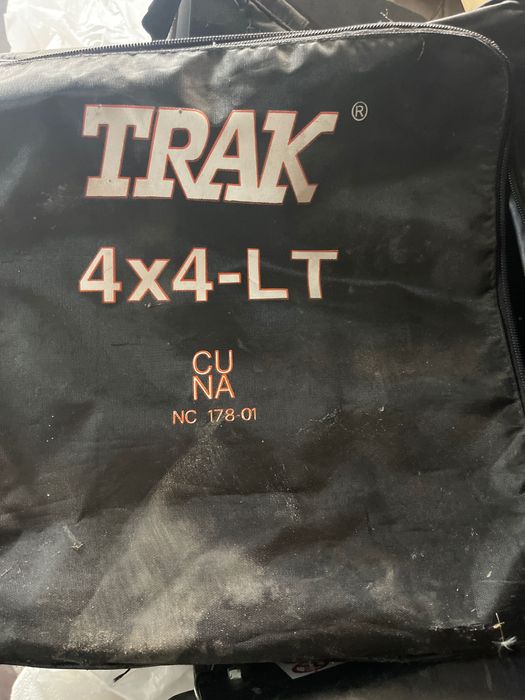 TRAK®
4x4-LT
CU
NA
NC 178-01